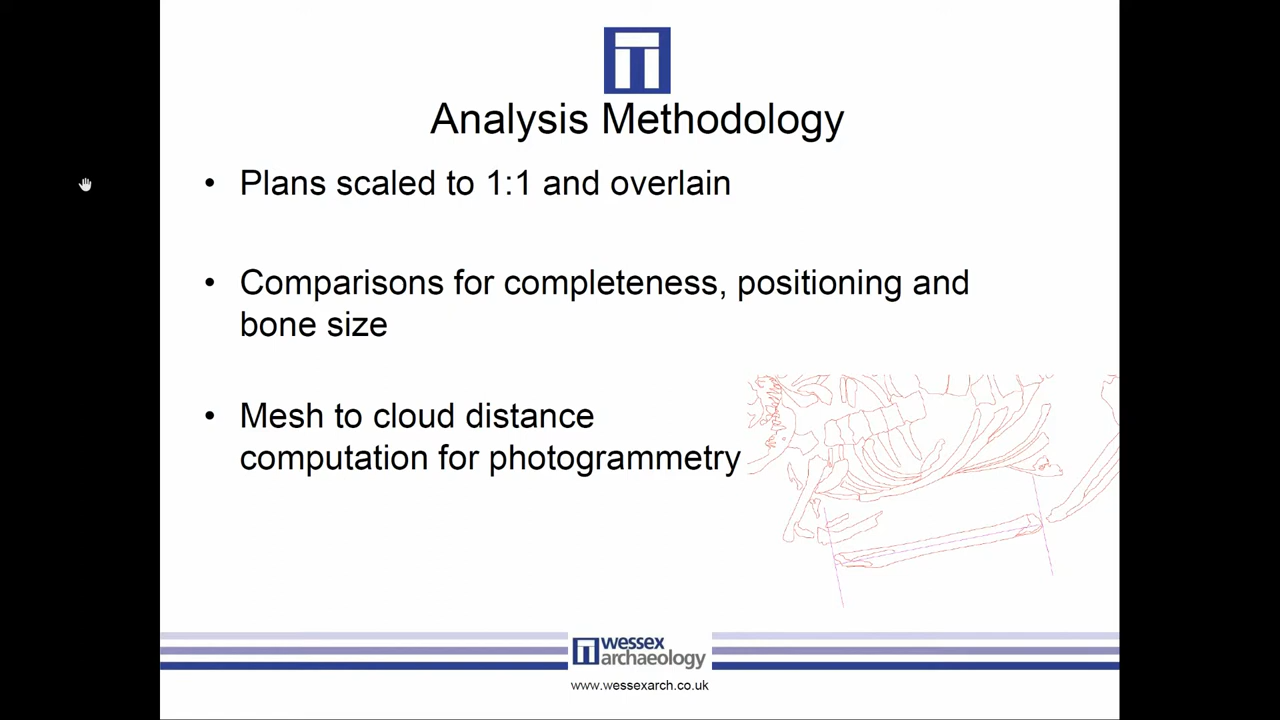 Analysis Methodology
• Plans scaled to 1:1 and overlain
• Comparisons for completeness, positioning and
bone size
• Mesh to cloud distance
computation for photogrammetry
wessex
archaeology
www.wessexarch.co.uk